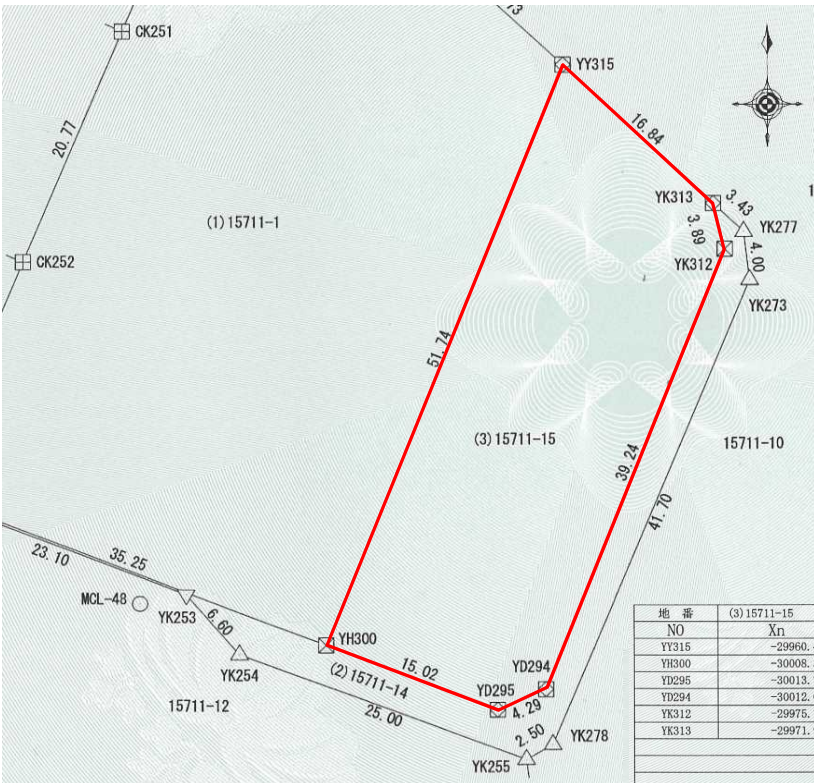 73
CK251
YY315
20.77
16.84
(1)15711-1
YK313
3.43
3.89
YK277
CK252
YK312
4.00
YK273
51.74
(3)15711-15
15711-10
39.24
41.70
23.10
35.25
MCL-48
YK253
6.60
YH300
YK254
15.02
(2)15711-14
YD294
YD295
4.29
15711-12
25.00
2.50
YK278
YK255
地 番 (3)15711-15
NO Xn
YY315 -29960.
YH300 -30008.
YD295 -30013.
YD294 -30012.
YK312 -29975.
YK313 -29971.